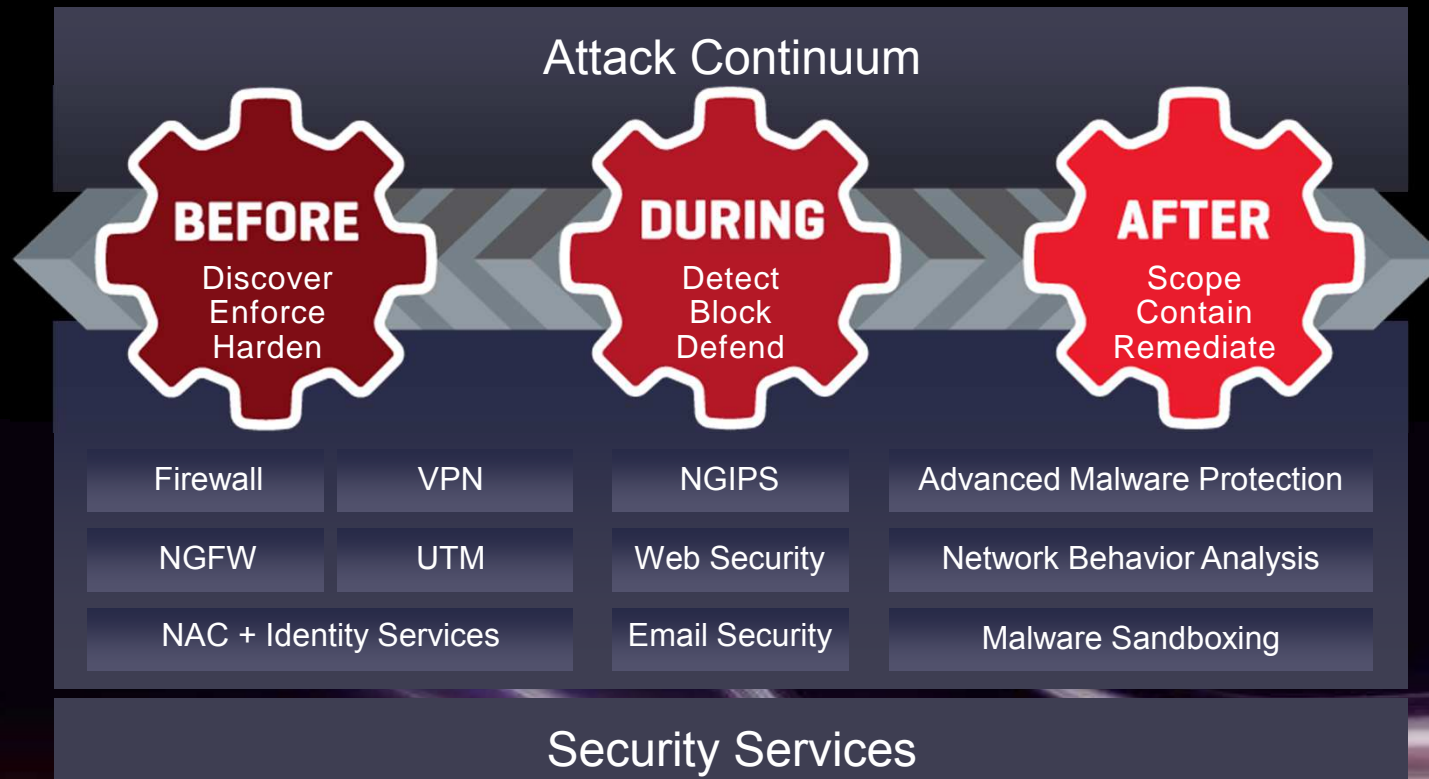 Attack Continuum
BEFORE
Discover
Enforce
Harden
DURING
Detect
Block
Defend
AFTER
Scope
Contain
Remediate
Firewall
VPN
NGIPS
Advanced Malware Protection
NGFW
UTM
Web Security
Network Behavior Analysis
NAC + Identity Services
Email Security
Malware Sandboxing
Security Services